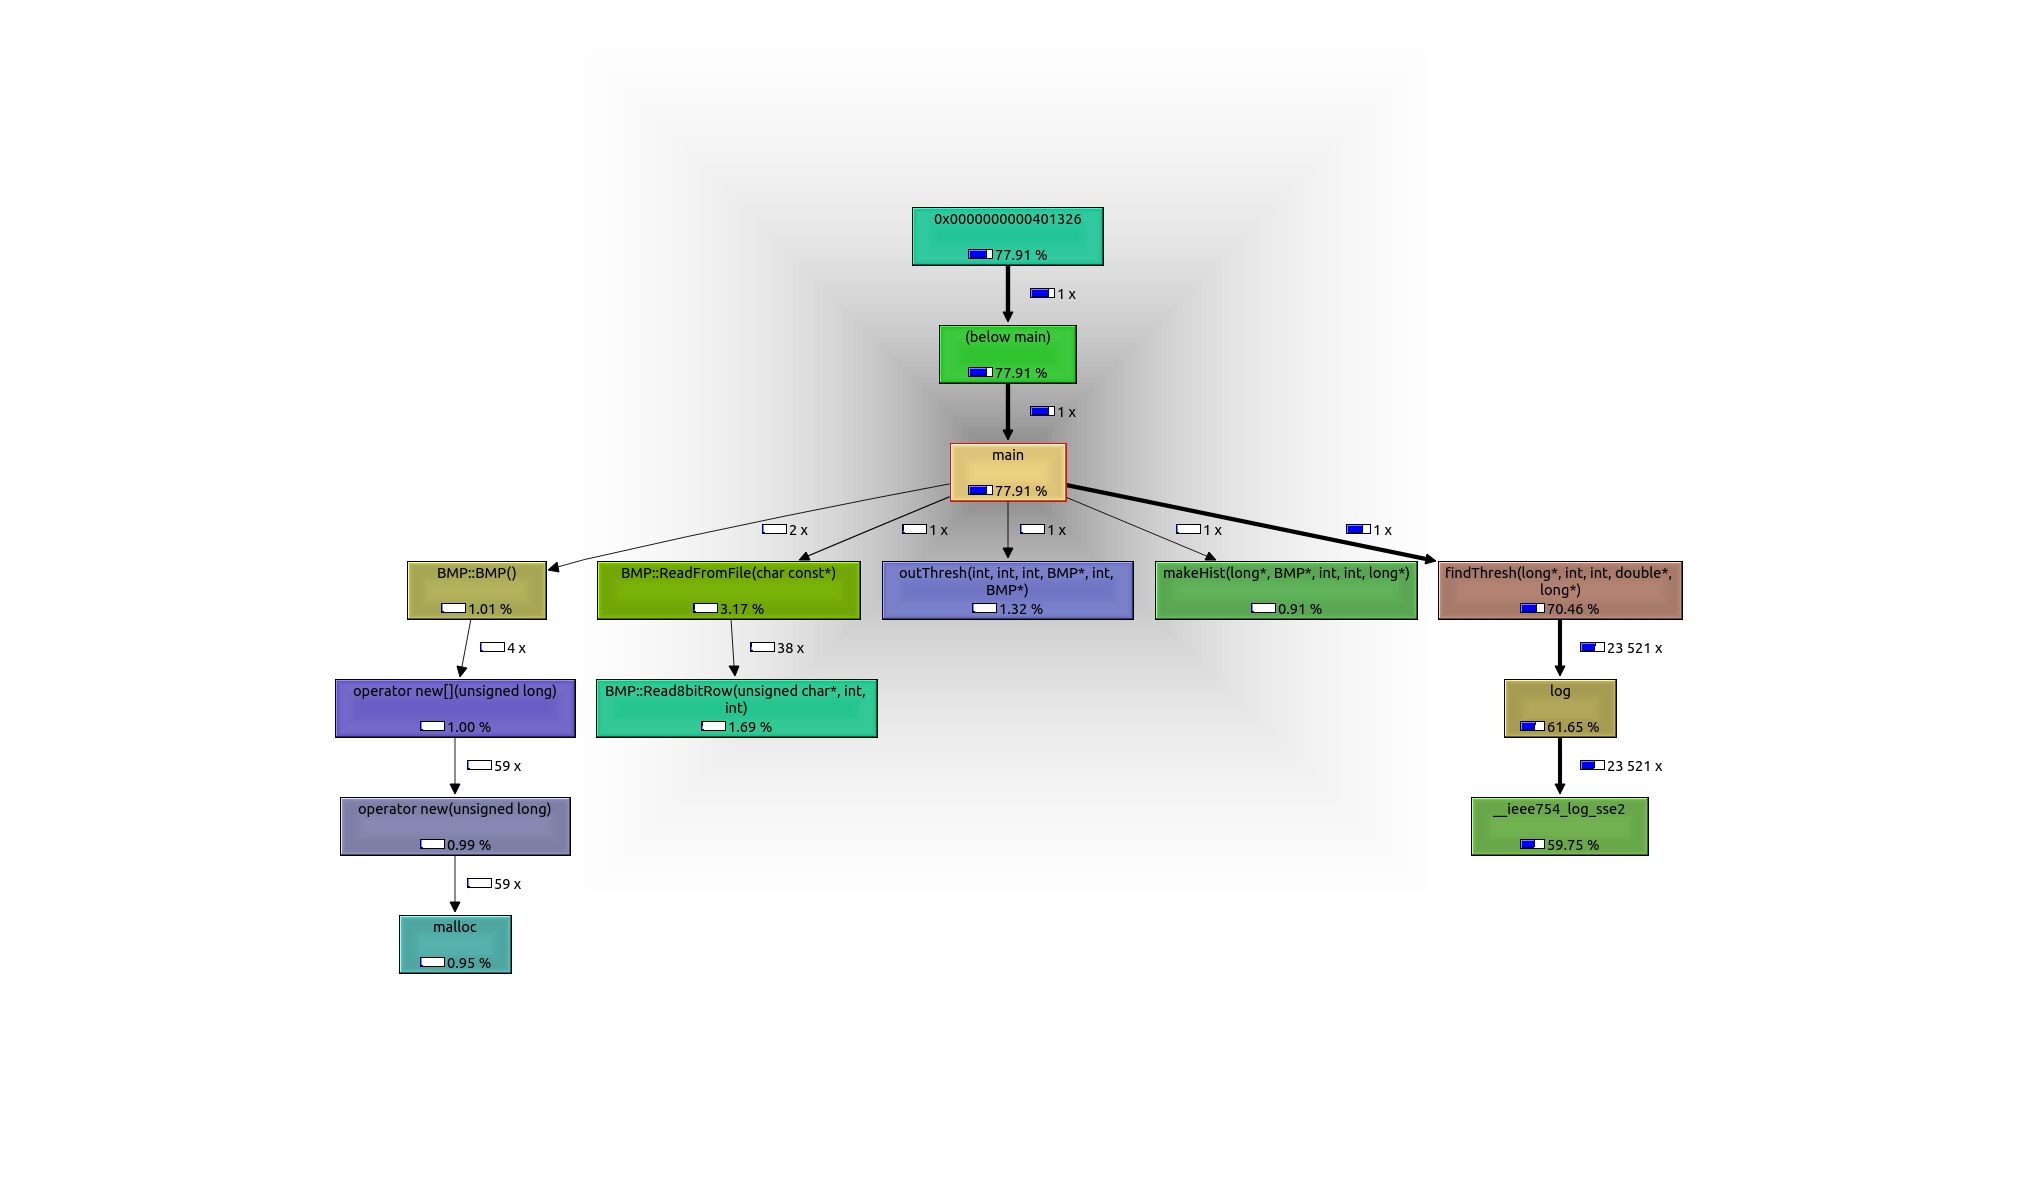 0x0000000000401326
77.91 %
1 x
(below main)
77.91 %
1 x
main
77.91 %
2 x
1 x
1 x
1 x
1 x
BMP::BMP()
1.01 %
BMP::ReadFromFile(char const*)
3.17 %
outThresh(int, int, int, BMP*, int,
BMP*)
1.32 %
makeHist(long*, BMP*, int, int, long*)
0.91 %
findThresh(long*, int, int, double*,
long*)
70.46 %
4 x
38 x
23 521 x
operator new[](unsigned long)
1.00 %
BMP::Read8bitRow(unsigned char*, int,
int)
1.69 %
log
61.65 %
59 x
23 521 x
operator new(unsigned long)
0.99 %
__ieee754_log_sse2
59.75 %
59 x
malloc
0.95 %